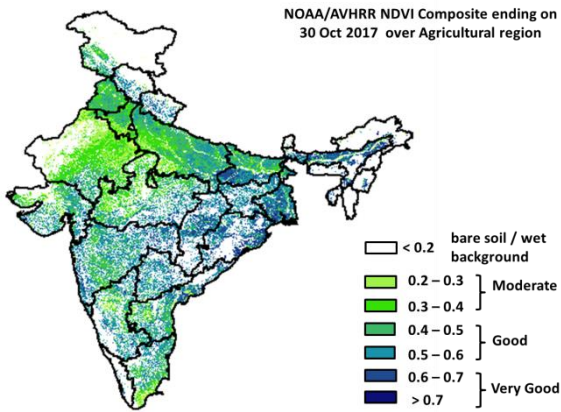 NOAA/AVHRR NDVI Composite ending on
30 Oct 2017 over Agricultural region
< 0.2 bare soil / wet
background
0.2 – 0.3
Moderate
0.3 – 0.4
0.4 – 0.5
Good
0.5 – 0.6
0.6 – 0.7
Very Good
> 0.7